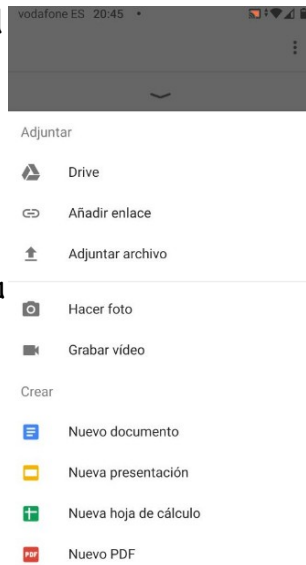 vodafone ES 20:45
Adjuntar
Drive
Añadir enlace
Adjuntar archivo
Hacer foto
Grabar vídeo
Crear
Nuevo documento
Nueva presentación
Nueva hoja de cálculo
PDF Nuevo PDF